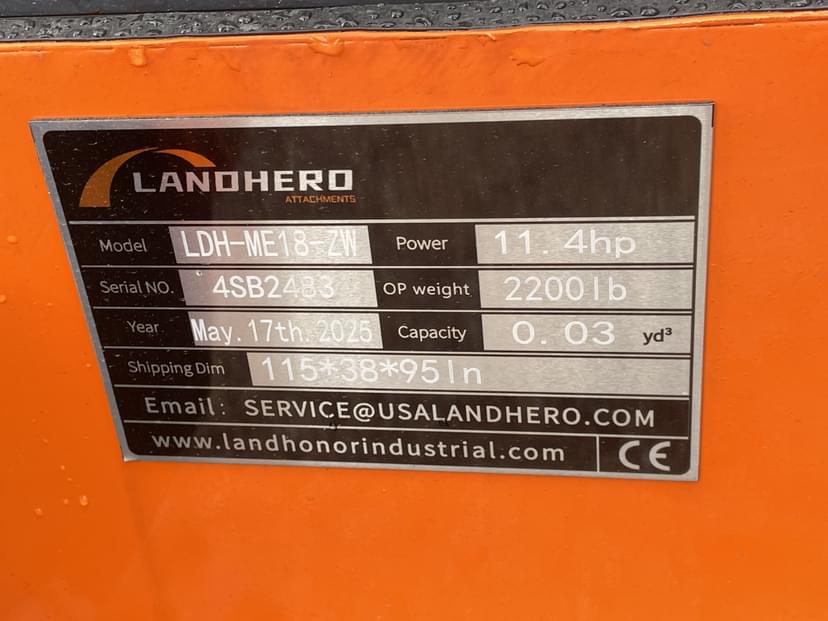 LANDHERO
ATTACHMENTS
Model LDH-ME18-ZW Power 11.4hp
Serial NO. 4SB2483 OP weight 2200lb
Year May.17th.2025 Capacity 0.03 yd³
Shipping Dim 115*38*95ln
Email: SERVICE@USALANDHERO.COM
www.landhonorindustrial.com CE